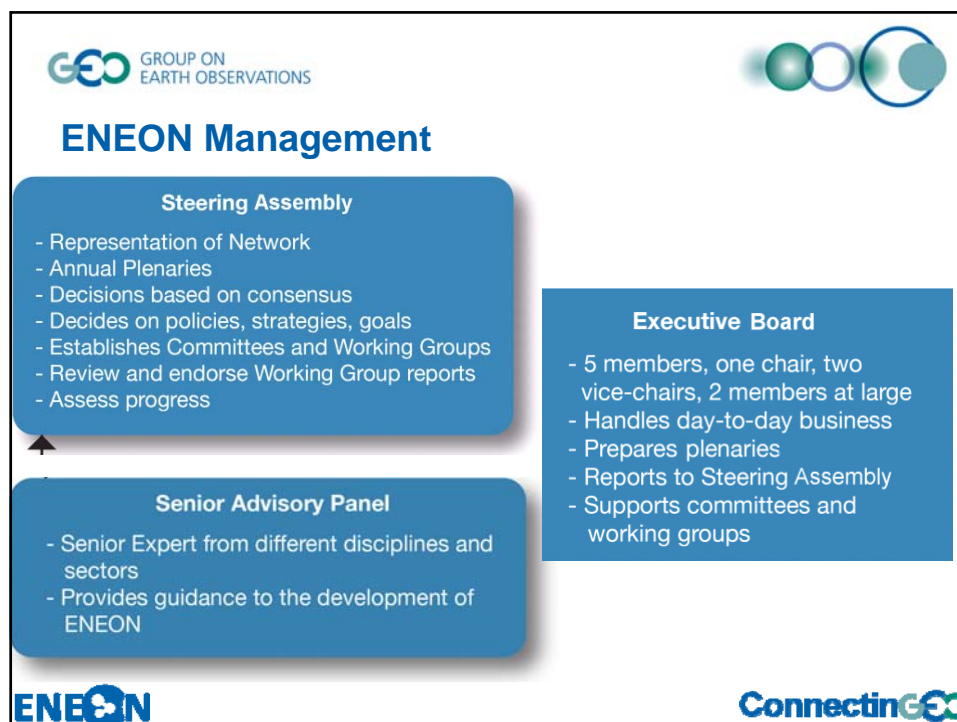 GEO GROUP ON
EARTH OBSERVATIONS
ENEON Management
Steering Assembly
- Representation of Network
- Annual Plenaries
- Decisions based on consensus
- Decides on policies, strategies, goals
- Establishes Committees and Working Groups
- Review and endorse Working Group reports
- Assess progress
Senior Advisory Panel
- Senior Expert from different disciplines and
sectors
- Provides guidance to the development of
ENEON
Executive Board
- 5 members, one chair, two
vice-chairs, 2 members at large
- Handles day-to-day business
- Prepares plenaries
- Reports to Steering Assembly
- Supports committees and
working groups
ENEON
ConnectinGEO